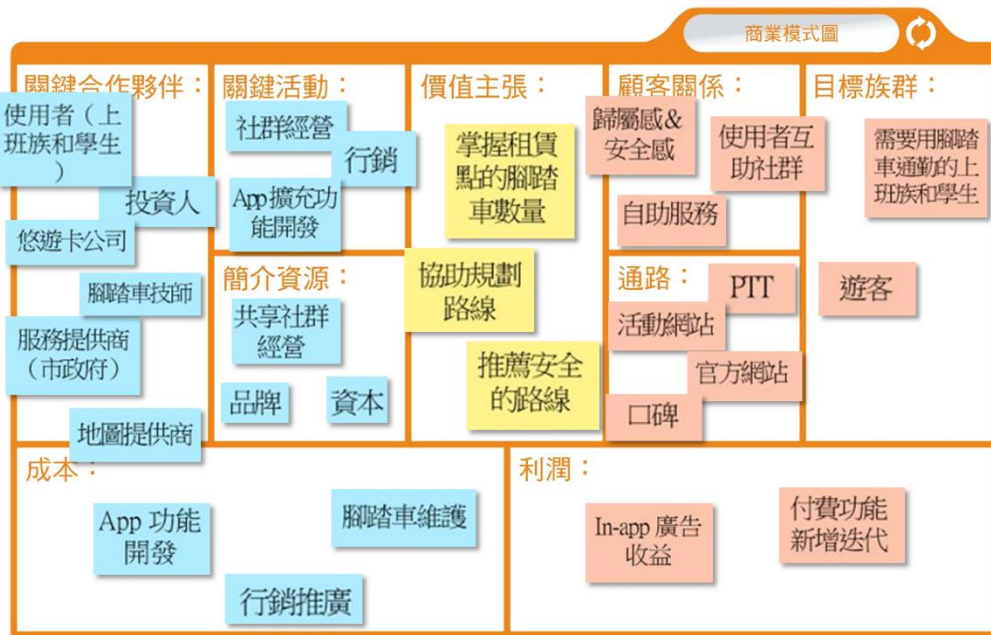 商業模式圖
關鍵合作夥伴：
使用者（上
班族和學生
）
投資人
悠遊卡公司
腳踏車技師
服務提供商
（市政府）
地圖提供商
關鍵活動：
社群經營
行銷
App 擴充功
能開發
簡介資源：
共享社群
經營
品牌
資本
價值主張：
掌握租賃
點的腳踏
車數量
協助規劃
路線
推薦安全
的路線
顧客關係：
歸屬感&
安全感
使用者互
助社群
自助服務
通路：
PTT
活動網站
官方網站
口碑
目標族群：
需要用腳踏
車通勤的上
班族和學生
遊客
成本：
App 功能
開發
腳踏車維護
行銷推廣
利潤：
In-app 廣告
收益
付費功能
新增迭代